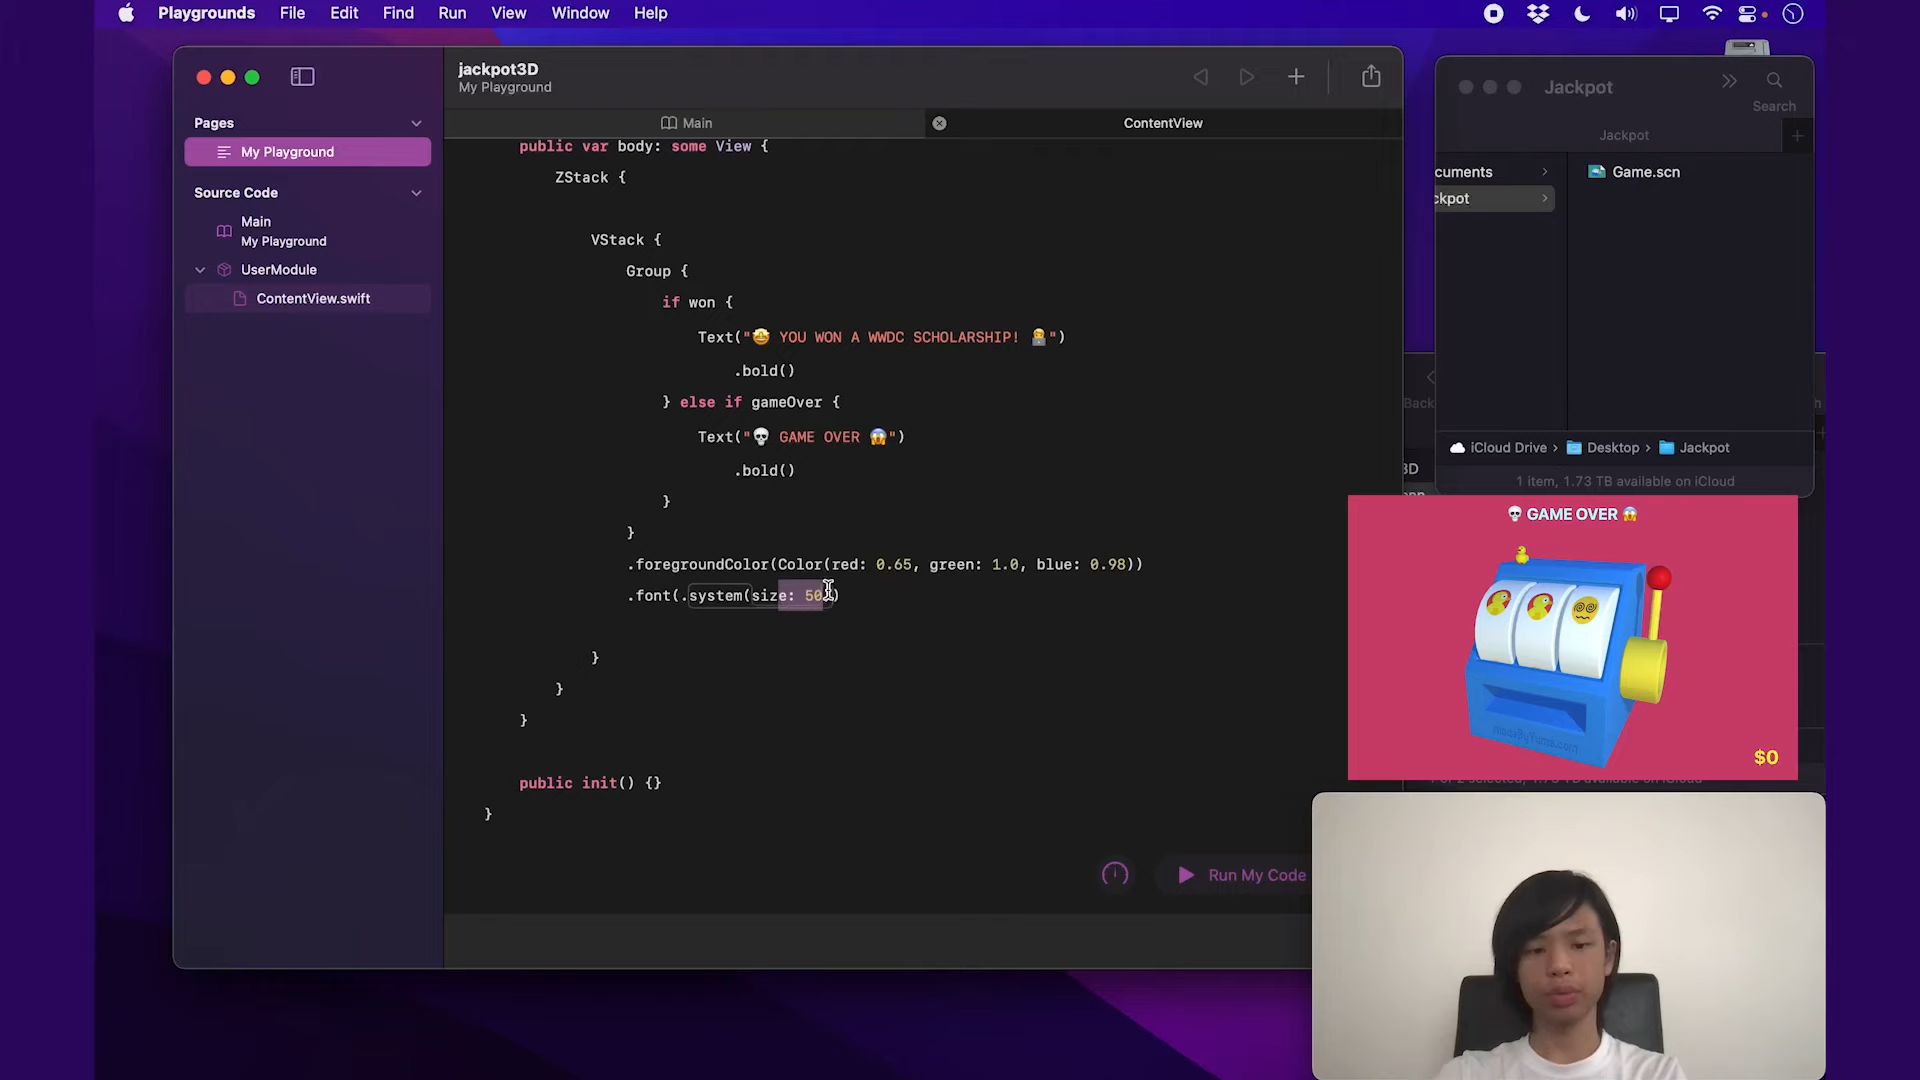 Playgrounds File Edit Find Run View Window Help
jackpot3D
My Playground
Pages
My Playground
Source Code
Main
My Playground
UserModule
ContentView.swift
Main
ContentView
public var body: some View {
ZStack {
VStack {
Group {
if won {
Text("🤩 YOU WON A WWDC SCHOLARSHIP! 🧑‍💻")
.bold()
} else if gameOver {
Text("💀 GAME OVER 😱")
.bold()
}
}
.foregroundColor(Color(red: 0.65, green: 1.0, blue: 0.98))
.font(.system(size: 50))
}
}
}
public init() {}
}
Run My Code
Jackpot
Search
Jackpot
cuments
ckpot
Game.scn
Back
iCloud Drive › Desktop › Jackpot
3D
1 item, 1.73 TB available on iCloud
💀 GAME OVER 😱
$0